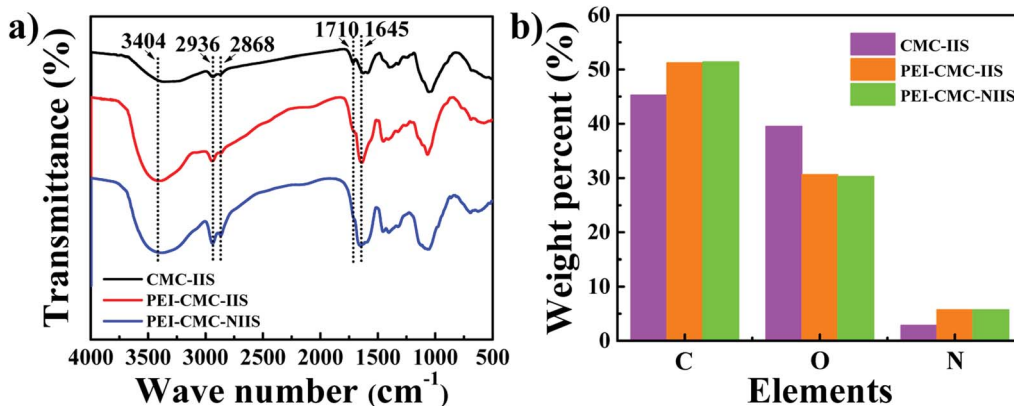 a)
Transmittance (%)
3404
2936
2868
1710
1645
CMC-IIS
PEI-CMC-IIS
PEI-CMC-NIIS
4000 3500 3000 2500 2000 1500 1000 500
Wave number (cm⁻¹)
b)
Weight percent (%)
60
50
40
30
20
10
0
CMC-IIS
PEI-CMC-IIS
PEI-CMC-NIIS
C O N
Elements